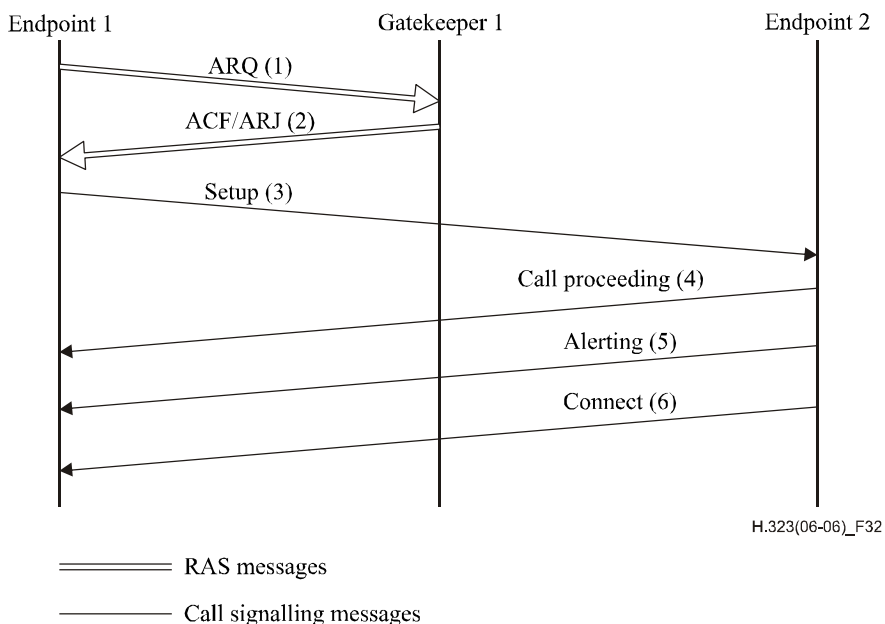 Endpoint 1
Gatekeeper 1
Endpoint 2
ARQ (1)
ACF/ARJ (2)
Setup (3)
Call proceeding (4)
Alerting (5)
Connect (6)
H.323(06-06)_F32
RAS messages
Call signalling messages